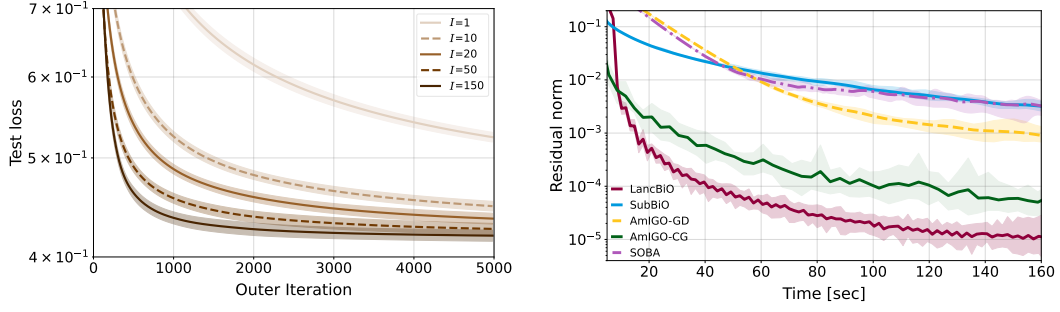 7 × 10⁻¹
6 × 10⁻¹
5 × 10⁻¹
4 × 10⁻¹
Test loss
0 1000 2000 3000 4000 5000
Outer Iteration
I=1
I=10
I=20
I=50
I=150
10⁻¹
10⁻²
10⁻³
10⁻⁴
10⁻⁵
Residual norm
LancBiO
SubBiO
AmIGO-GD
AmIGO-CG
SOBA
20 40 60 80 100 120 140 160
Time [sec]